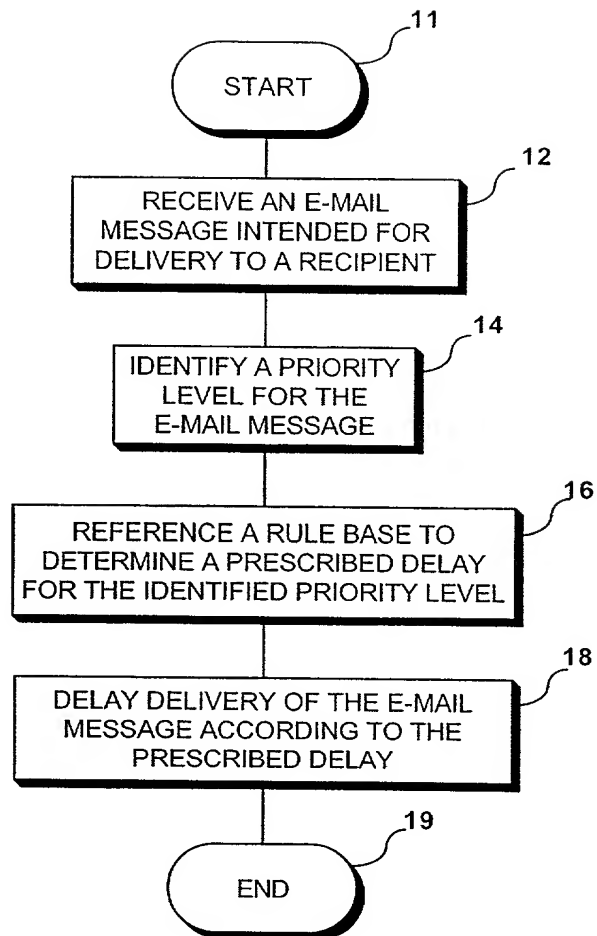 11
START
12
RECEIVE AN E-MAIL
MESSAGE INTENDED FOR
DELIVERY TO A RECIPIENT
14
IDENTIFY A PRIORITY
LEVEL FOR THE
E-MAIL MESSAGE
16
REFERENCE A RULE BASE TO
DETERMINE A PRESCRIBED DELAY
FOR THE IDENTIFIED PRIORITY LEVEL
18
DELAY DELIVERY OF THE E-MAIL
MESSAGE ACCORDING TO THE
PRESCRIBED DELAY
19
END